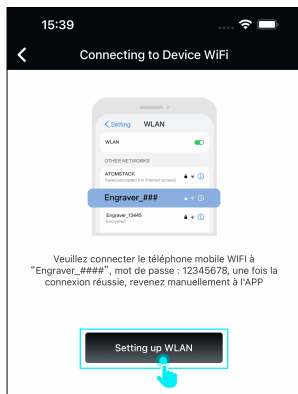 15:39
Connecting to Device WiFi
Setting WLAN
WLAN
OTHER NETWORKS
ATOMSTACK
Engraver_###
Engraver_13445
Encrypted
Veuillez connecter le téléphone mobile WIFI à
“Engraver_####”, mot de passe : 12345678, une fois la
connexion réussie, revenez manuellement à l'APP
Setting up WLAN